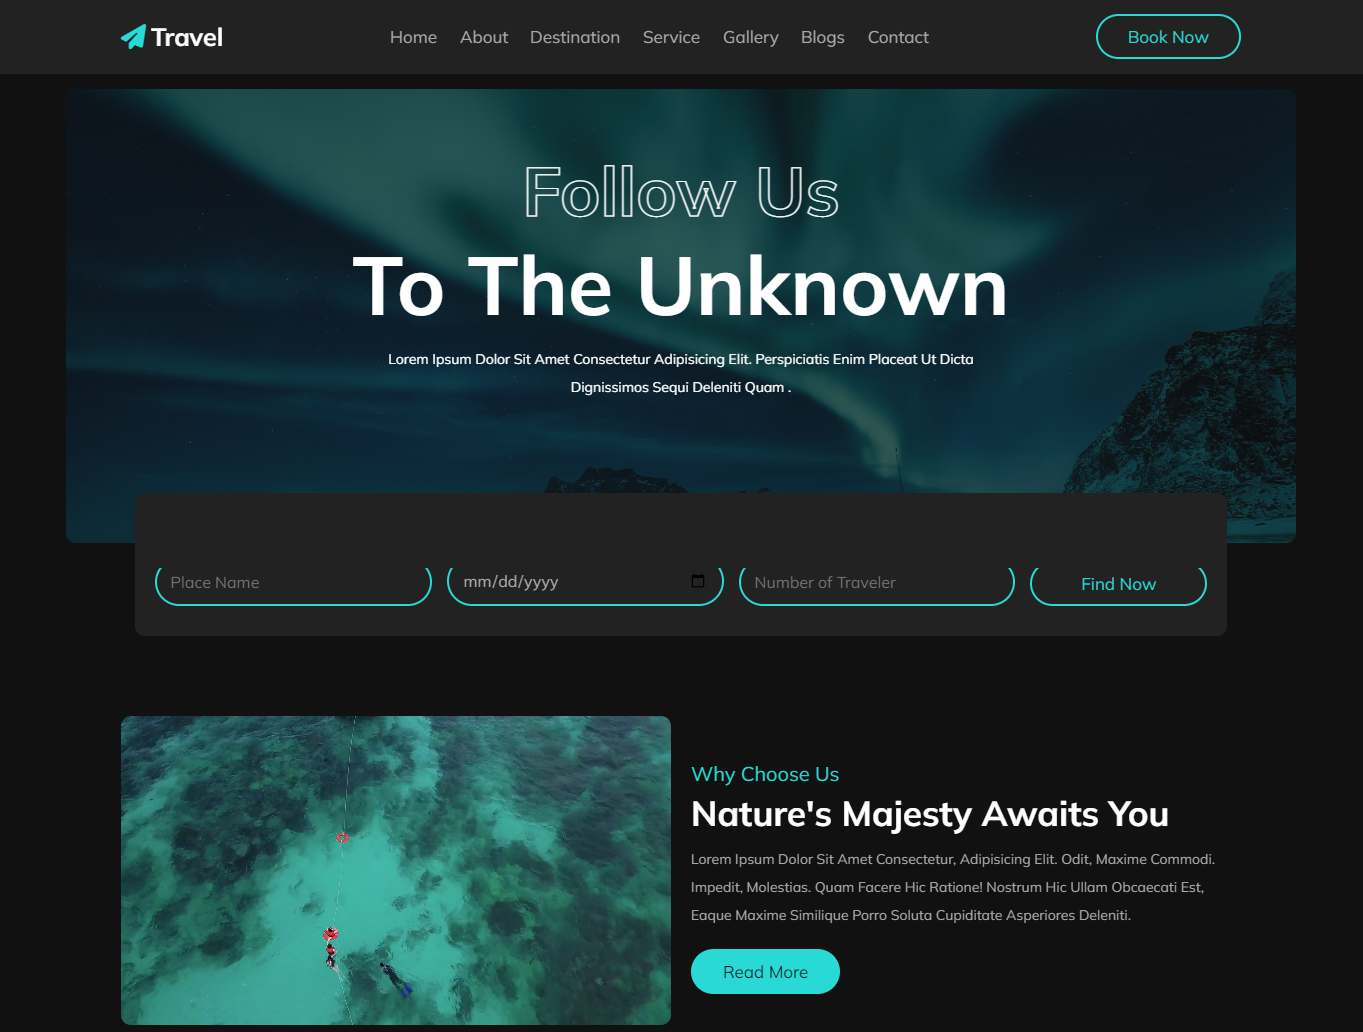 Travel
Home About Destination Service Gallery Blogs Contact
Book Now
Follow Us
To The Unknown
Lorem Ipsum Dolor Sit Amet Consectetur Adipisicing Elit. Perspiciatis Enim Placeat Ut Dicta
Dignissimos Sequi Deleniti Quam .
Place Name
mm/dd/yyyy
Number of Traveler
Find Now
Why Choose Us
Nature's Majesty Awaits You
Lorem Ipsum Dolor Sit Amet Consectetur, Adipisicing Elit. Odit, Maxime Commodi.
Impedit, Molestias. Quam Facere Hic Ratione! Nostrum Hic Ullam Obcaecati Est,
Eaque Maxime Similique Porro Soluta Cupiditate Asperiores Deleniti.
Read More